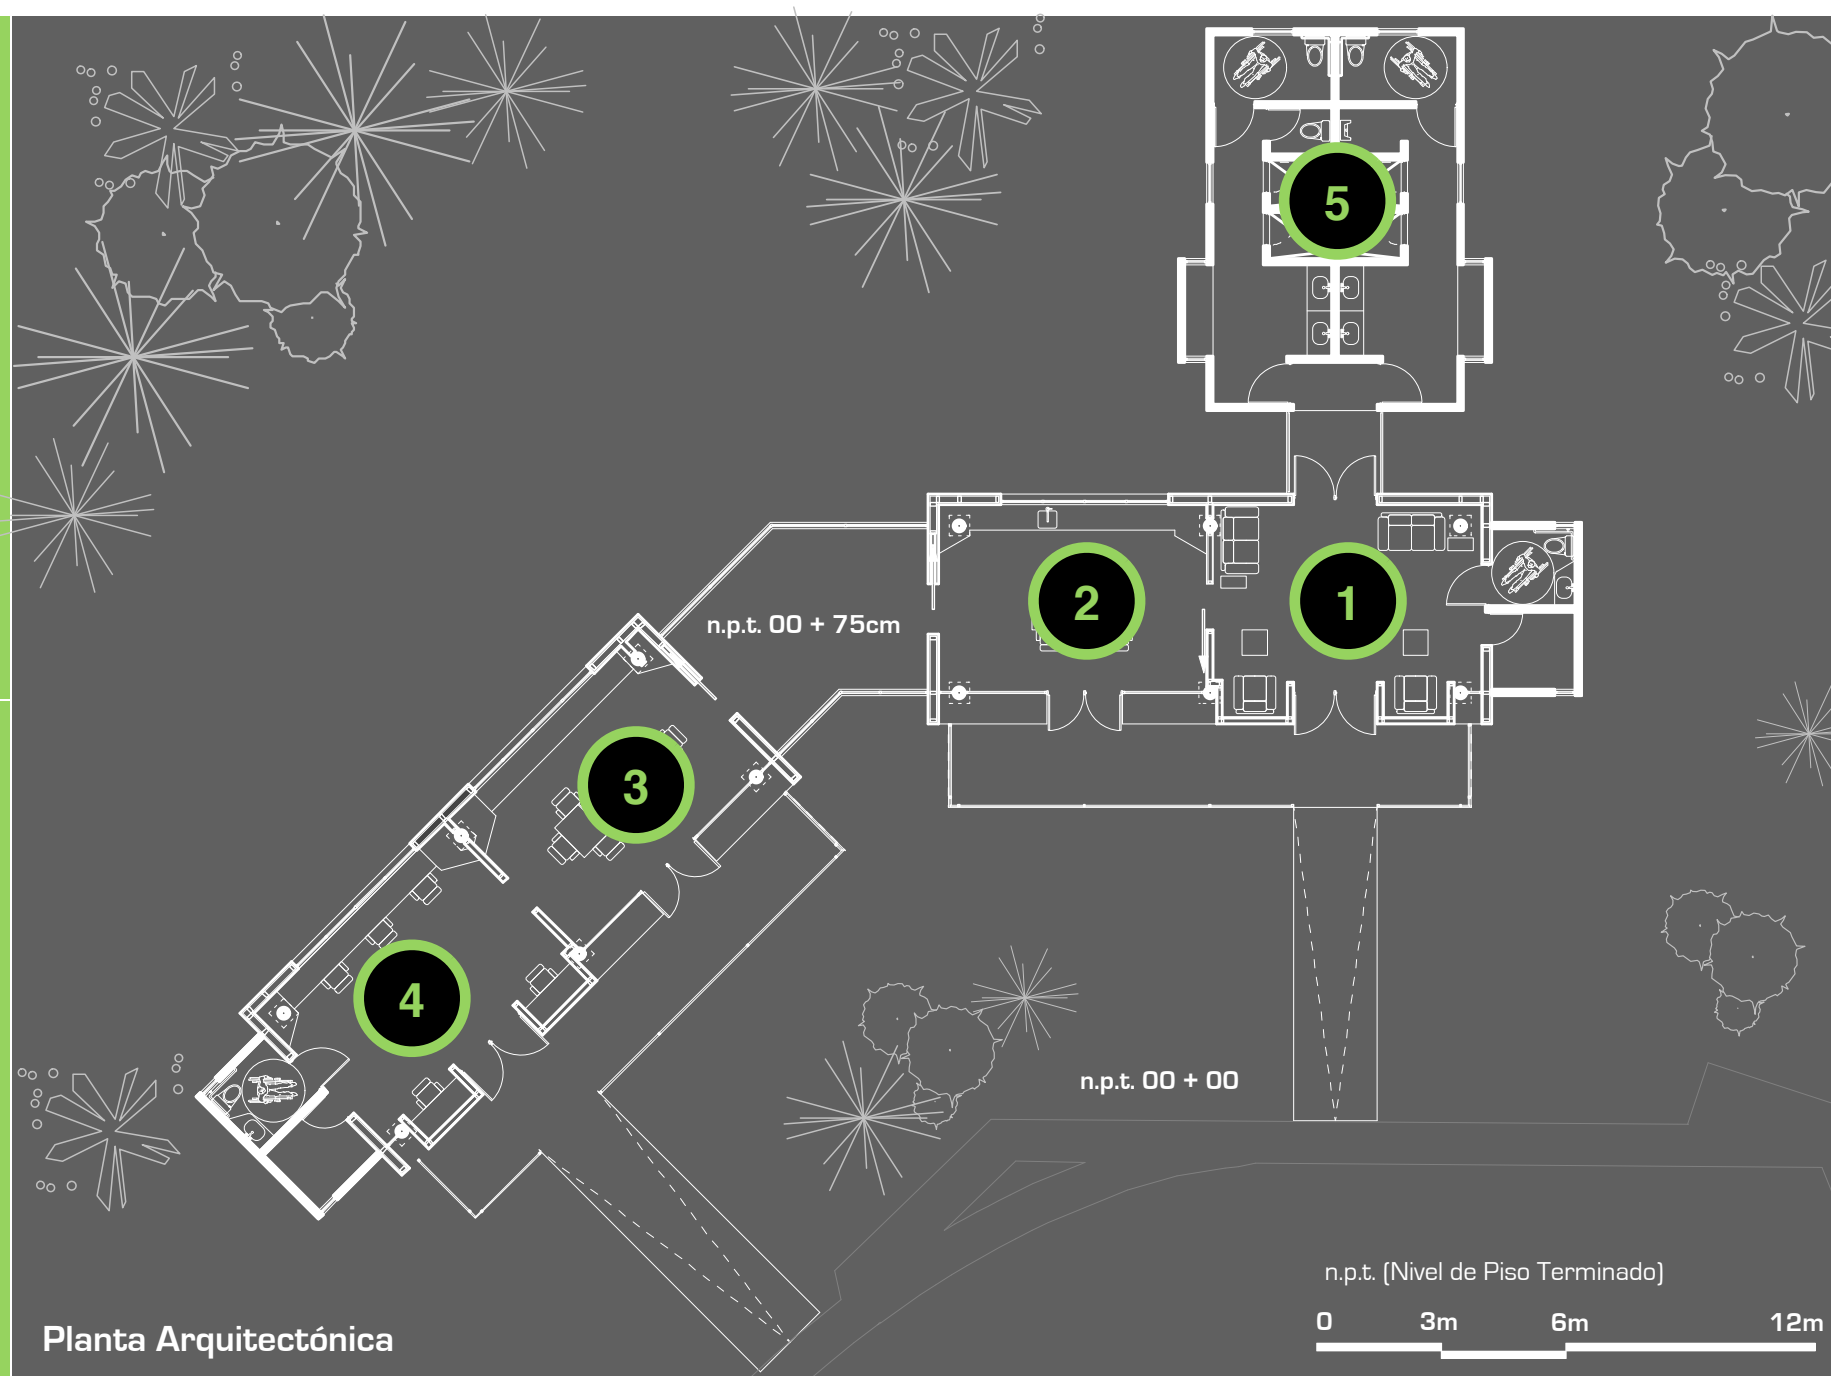 5
2
1
n.p.t. 00 + 75cm
3
4
n.p.t. 00 + 00
n.p.t. (Nivel de Piso Terminado)
0 3m 6m 12m
Planta Arquitectónica